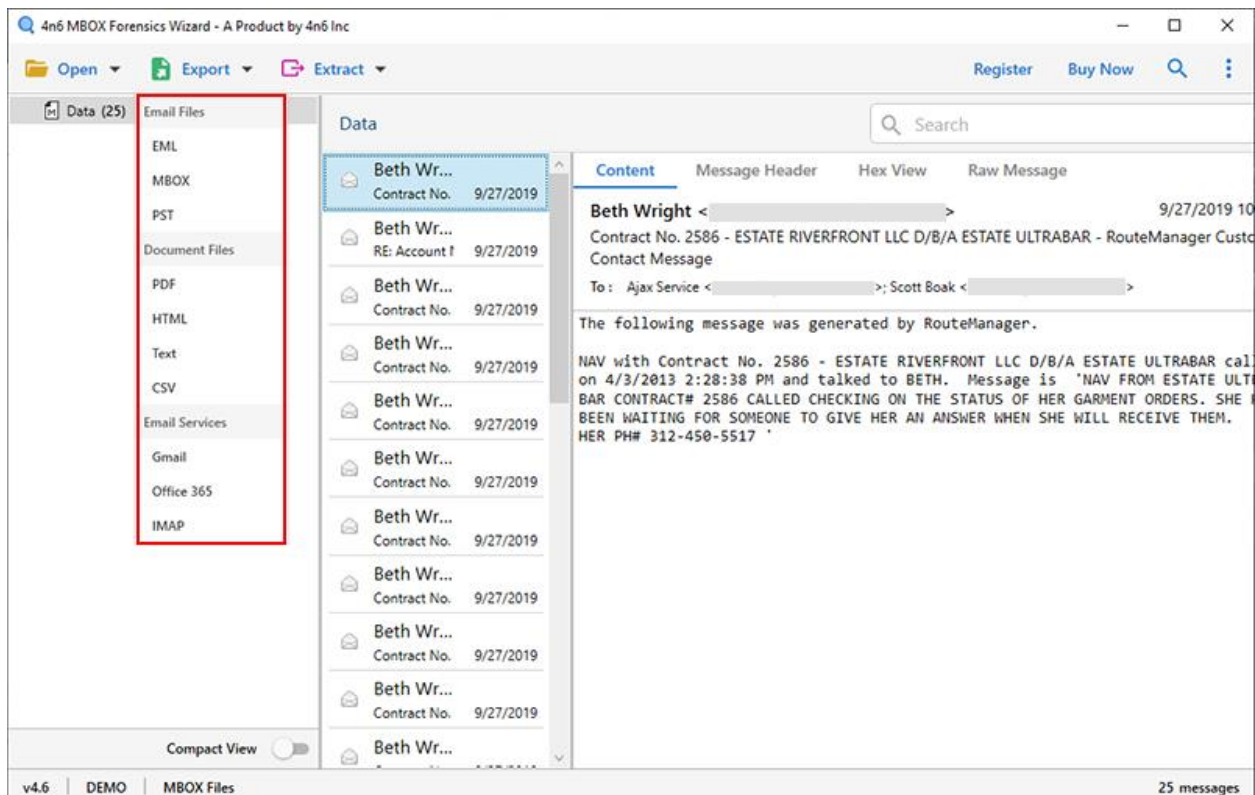 4n6 MBOX Forensics Wizard - A Product by 4n6 Inc
Open Export Extract Register Buy Now
Data (25)
Email Files
EML
MBOX
PST
Document Files
PDF
HTML
Text
CSV
Email Services
Gmail
Office 365
IMAP
Compact View
Data
Search
Beth Wr...
Contract No. 9/27/2019
Beth Wr...
RE: Account 9/27/2019
Beth Wr...
Contract No. 9/27/2019
Beth Wr...
Contract No. 9/27/2019
Beth Wr...
Contract No. 9/27/2019
Beth Wr...
Contract No. 9/27/2019
Beth Wr...
Contract No. 9/27/2019
Beth Wr...
Contract No. 9/27/2019
Beth Wr...
Contract No. 9/27/2019
Beth Wr...
Contract No. 9/27/2019
Beth Wr...
Content Message Header Hex View Raw Message
Beth Wright < > 9/27/2019 10
Contract No. 2586 - ESTATE RIVERFRONT LLC D/B/A ESTATE ULTRABAR - RouteManager Custo
Contact Message
To : Ajax Service < >; Scott Boak < >
The following message was generated by RouteManager.
NAV with Contract No. 2586 - ESTATE RIVERFRONT LLC D/B/A ESTATE ULTRABAR cal
on 4/3/2013 2:28:38 PM and talked to BETH. Message is 'NAV FROM ESTATE ULT
BAR CONTRACT# 2586 CALLED CHECKING ON THE STATUS OF HER GARMENT ORDERS. SHE
BEEN WAITING FOR SOMEONE TO GIVE HER AN ANSWER WHEN SHE WILL RECEIVE THEM.
HER PH# 312-450-5517 '
v4.6 DEMO MBOX Files 25 messages